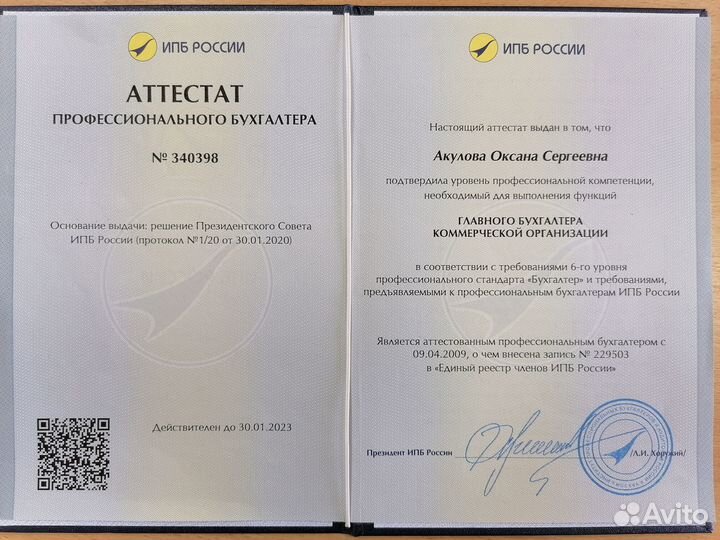 ИПБ РОССИИ
АТТЕСТАТ
ПРОФЕССИОНАЛЬНОГО БУХГАЛТЕРА
№ 340398
Основание выдачи: решение Президентского Совета
ИПБ России (протокол №1/20 от 30.01.2020)
Действителен до 30.01.2023
ИПБ РОССИИ
Настоящий аттестат выдан в том, что
Акулова Оксана Сергеевна
подтвердила уровень профессиональной компетенции,
необходимый для выполнения функций
ГЛАВНОГО БУХГАЛТЕРА
КОММЕРЧЕСКОЙ ОРГАНИЗАЦИИ
в соответствии с требованиями 6-го уровня
профессионального стандарта «Бухгалтер» и требованиями,
предъявляемыми к профессиональным бухгалтерам ИПБ России
Является аттестованным профессиональным бухгалтером с
09.04.2009, о чем внесена запись № 229503
в «Единый реестр членов ИПБ России»
Президент ИПБ России
/Л.И. Хоружий/
Avito